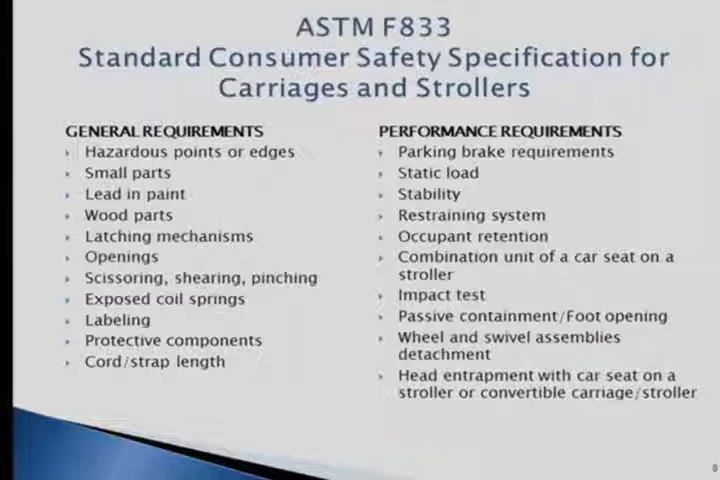 ASTM F833
Standard Consumer Safety Specification for
Carriages and Strollers
GENERAL REQUIREMENTS
Hazardous points or edges
Small parts
Lead in paint
Wood parts
Latching mechanisms
Openings
Scissoring, shearing, pinching
Exposed coil springs
Labeling
Protective components
Cord/strap length
PERFORMANCE REQUIREMENTS
Parking brake requirements
Static load
Stability
Restraining system
Occupant retention
Combination unit of a car seat on a
stroller
Impact test
Passive containment/Foot opening
Wheel and swivel assemblies
detachment
Head entrapment with car seat on a
stroller or convertible carriage/stroller
8